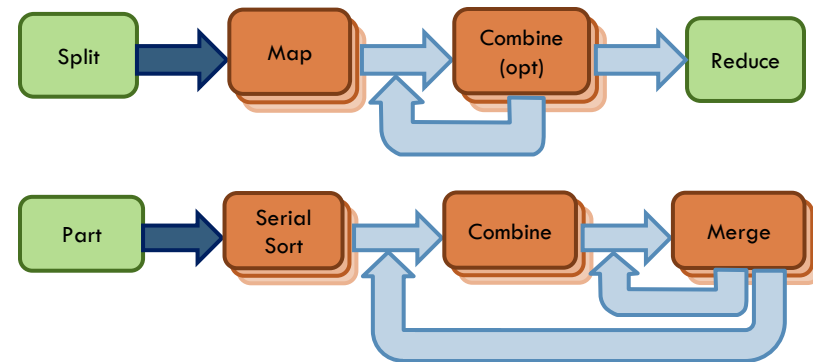 Split
Map
Combine
(opt)
Reduce
Part
Serial
Sort
Combine
Merge